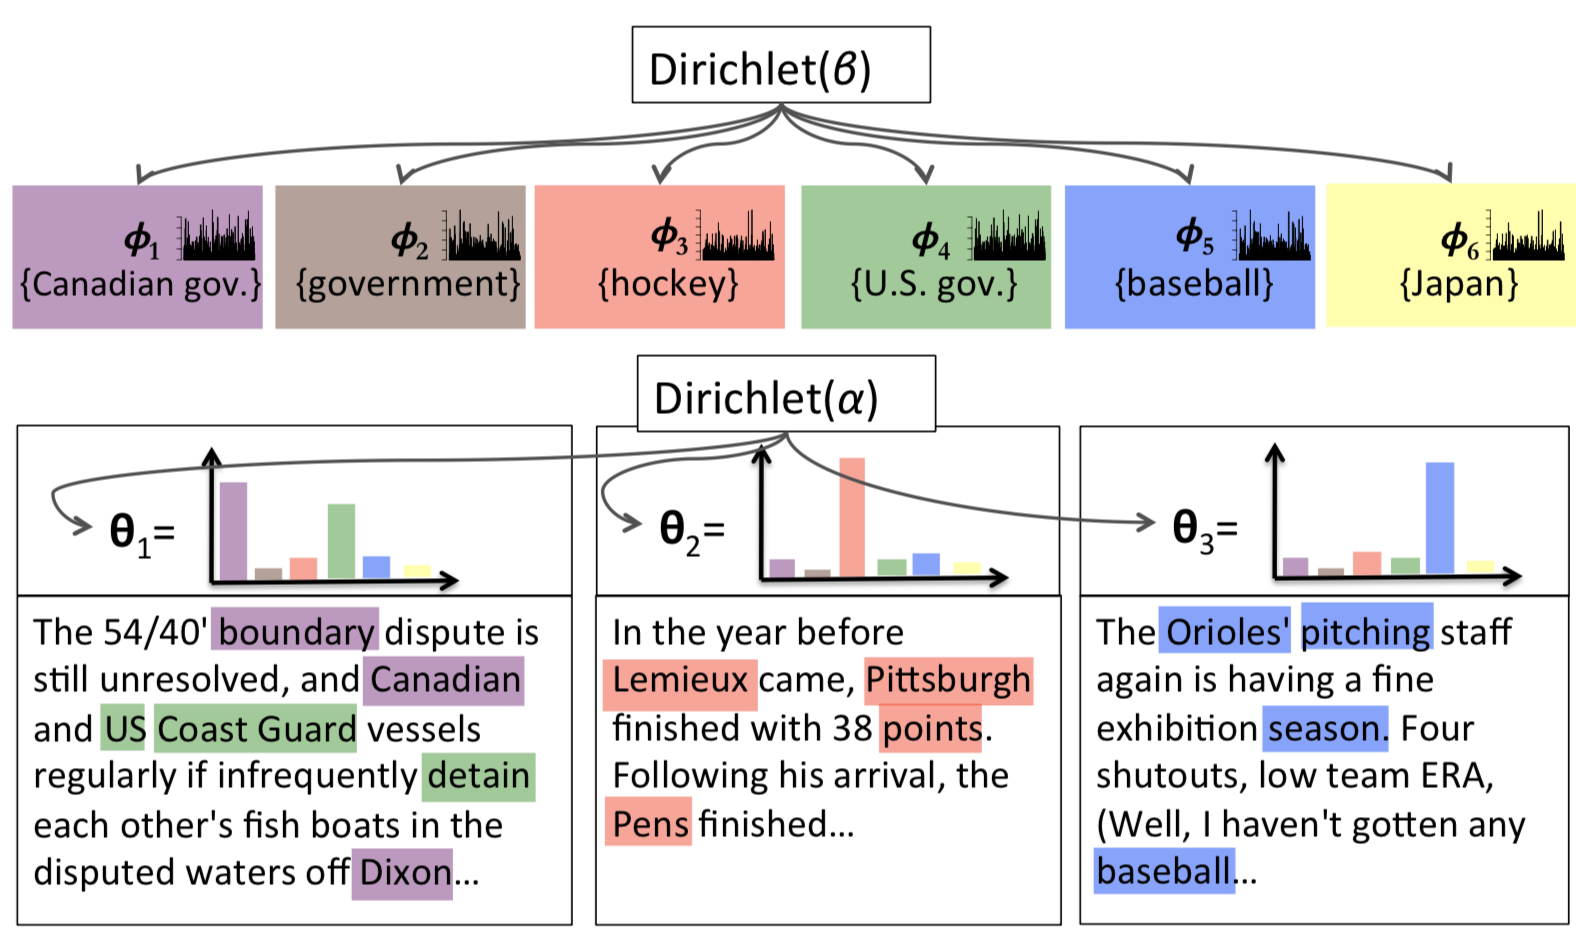 Dirichlet(β)
ϕ1
{Canadian gov.}
ϕ2
{government}
ϕ3
{hockey}
ϕ4
{U.S. gov.}
ϕ5
{baseball}
ϕ6
{Japan}
Dirichlet(α)
θ1=
The 54/40' boundary dispute is
still unresolved, and Canadian
and US Coast Guard vessels
regularly if infrequently detain
each other's fish boats in the
disputed waters off Dixon...
θ2=
In the year before
Lemieux came, Pittsburgh
finished with 38 points.
Following his arrival, the
Pens finished...
θ3=
The Orioles' pitching staff
again is having a fine
exhibition season. Four
shutouts, low team ERA,
(Well, I haven't gotten any
baseball...